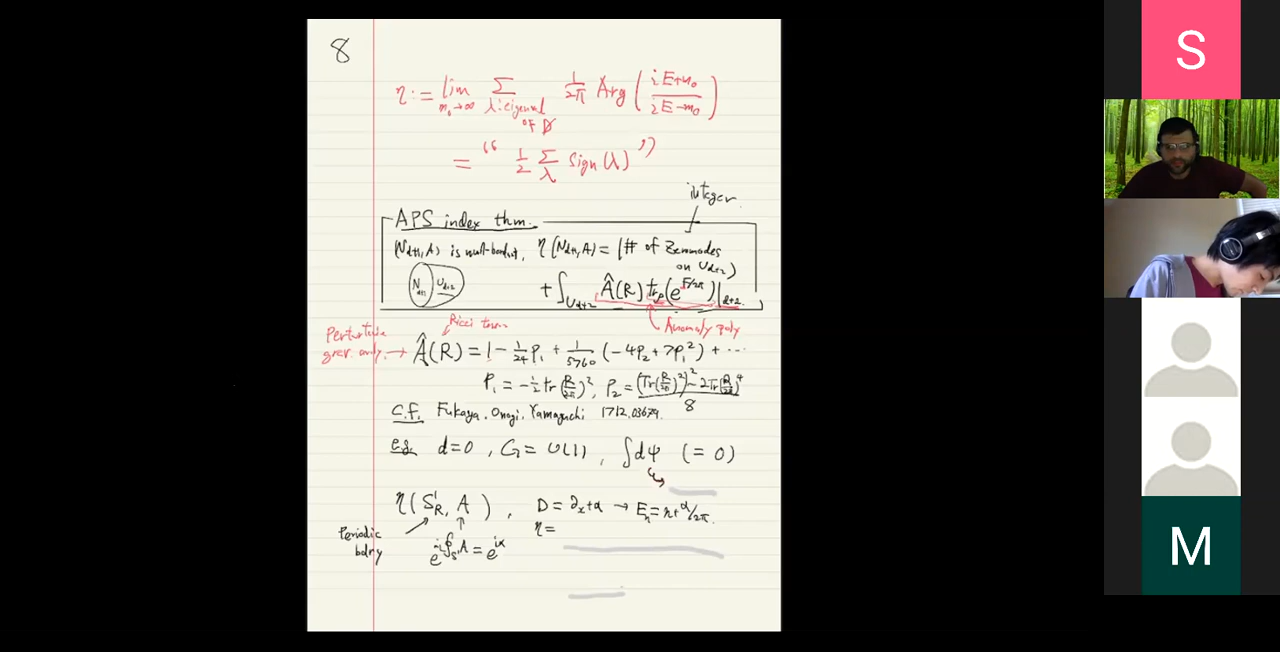 8
η := lim_{m₀→∞} Σ_{λ:eigenval of D̸} 1/2π Arg( (iE+m₀)/(iE−m₀) )
= " 1/2 Σ_λ sign(λ) "
integer
APS index thm.
(N_{d+1}, A) is null-bordant, η(N_{d+1}, A) = (# of zeromodes on U_{d+2})
N_{d+1} U_{d+2}
+ ∫_{U_{d+2}} Â(R) tr_ρ(e^{F/2π})|_{d+2}
Anomaly poly
Ricci
grav. only. → Â(R) = 1 − 1/24 p₁ + 1/5760 (−4p₂ + 7p₁²) + ⋯
p₁ = −1/2 tr(R/2π)², p₂ = ((Tr(R/2π)²)² − 2Tr(R/2π)⁴)/8
c.f. Fukaya, Onogi, Yamaguchi 1712.03679.
e.g. d=0, G = U(1), ∫dψ (= 0)
η(S¹_R, A), D = ∂ₓ+α → E_n = n+α/2π.
Periodic bdry
η =
e^{i∮_{S¹}A} = e^{iα}
S
M